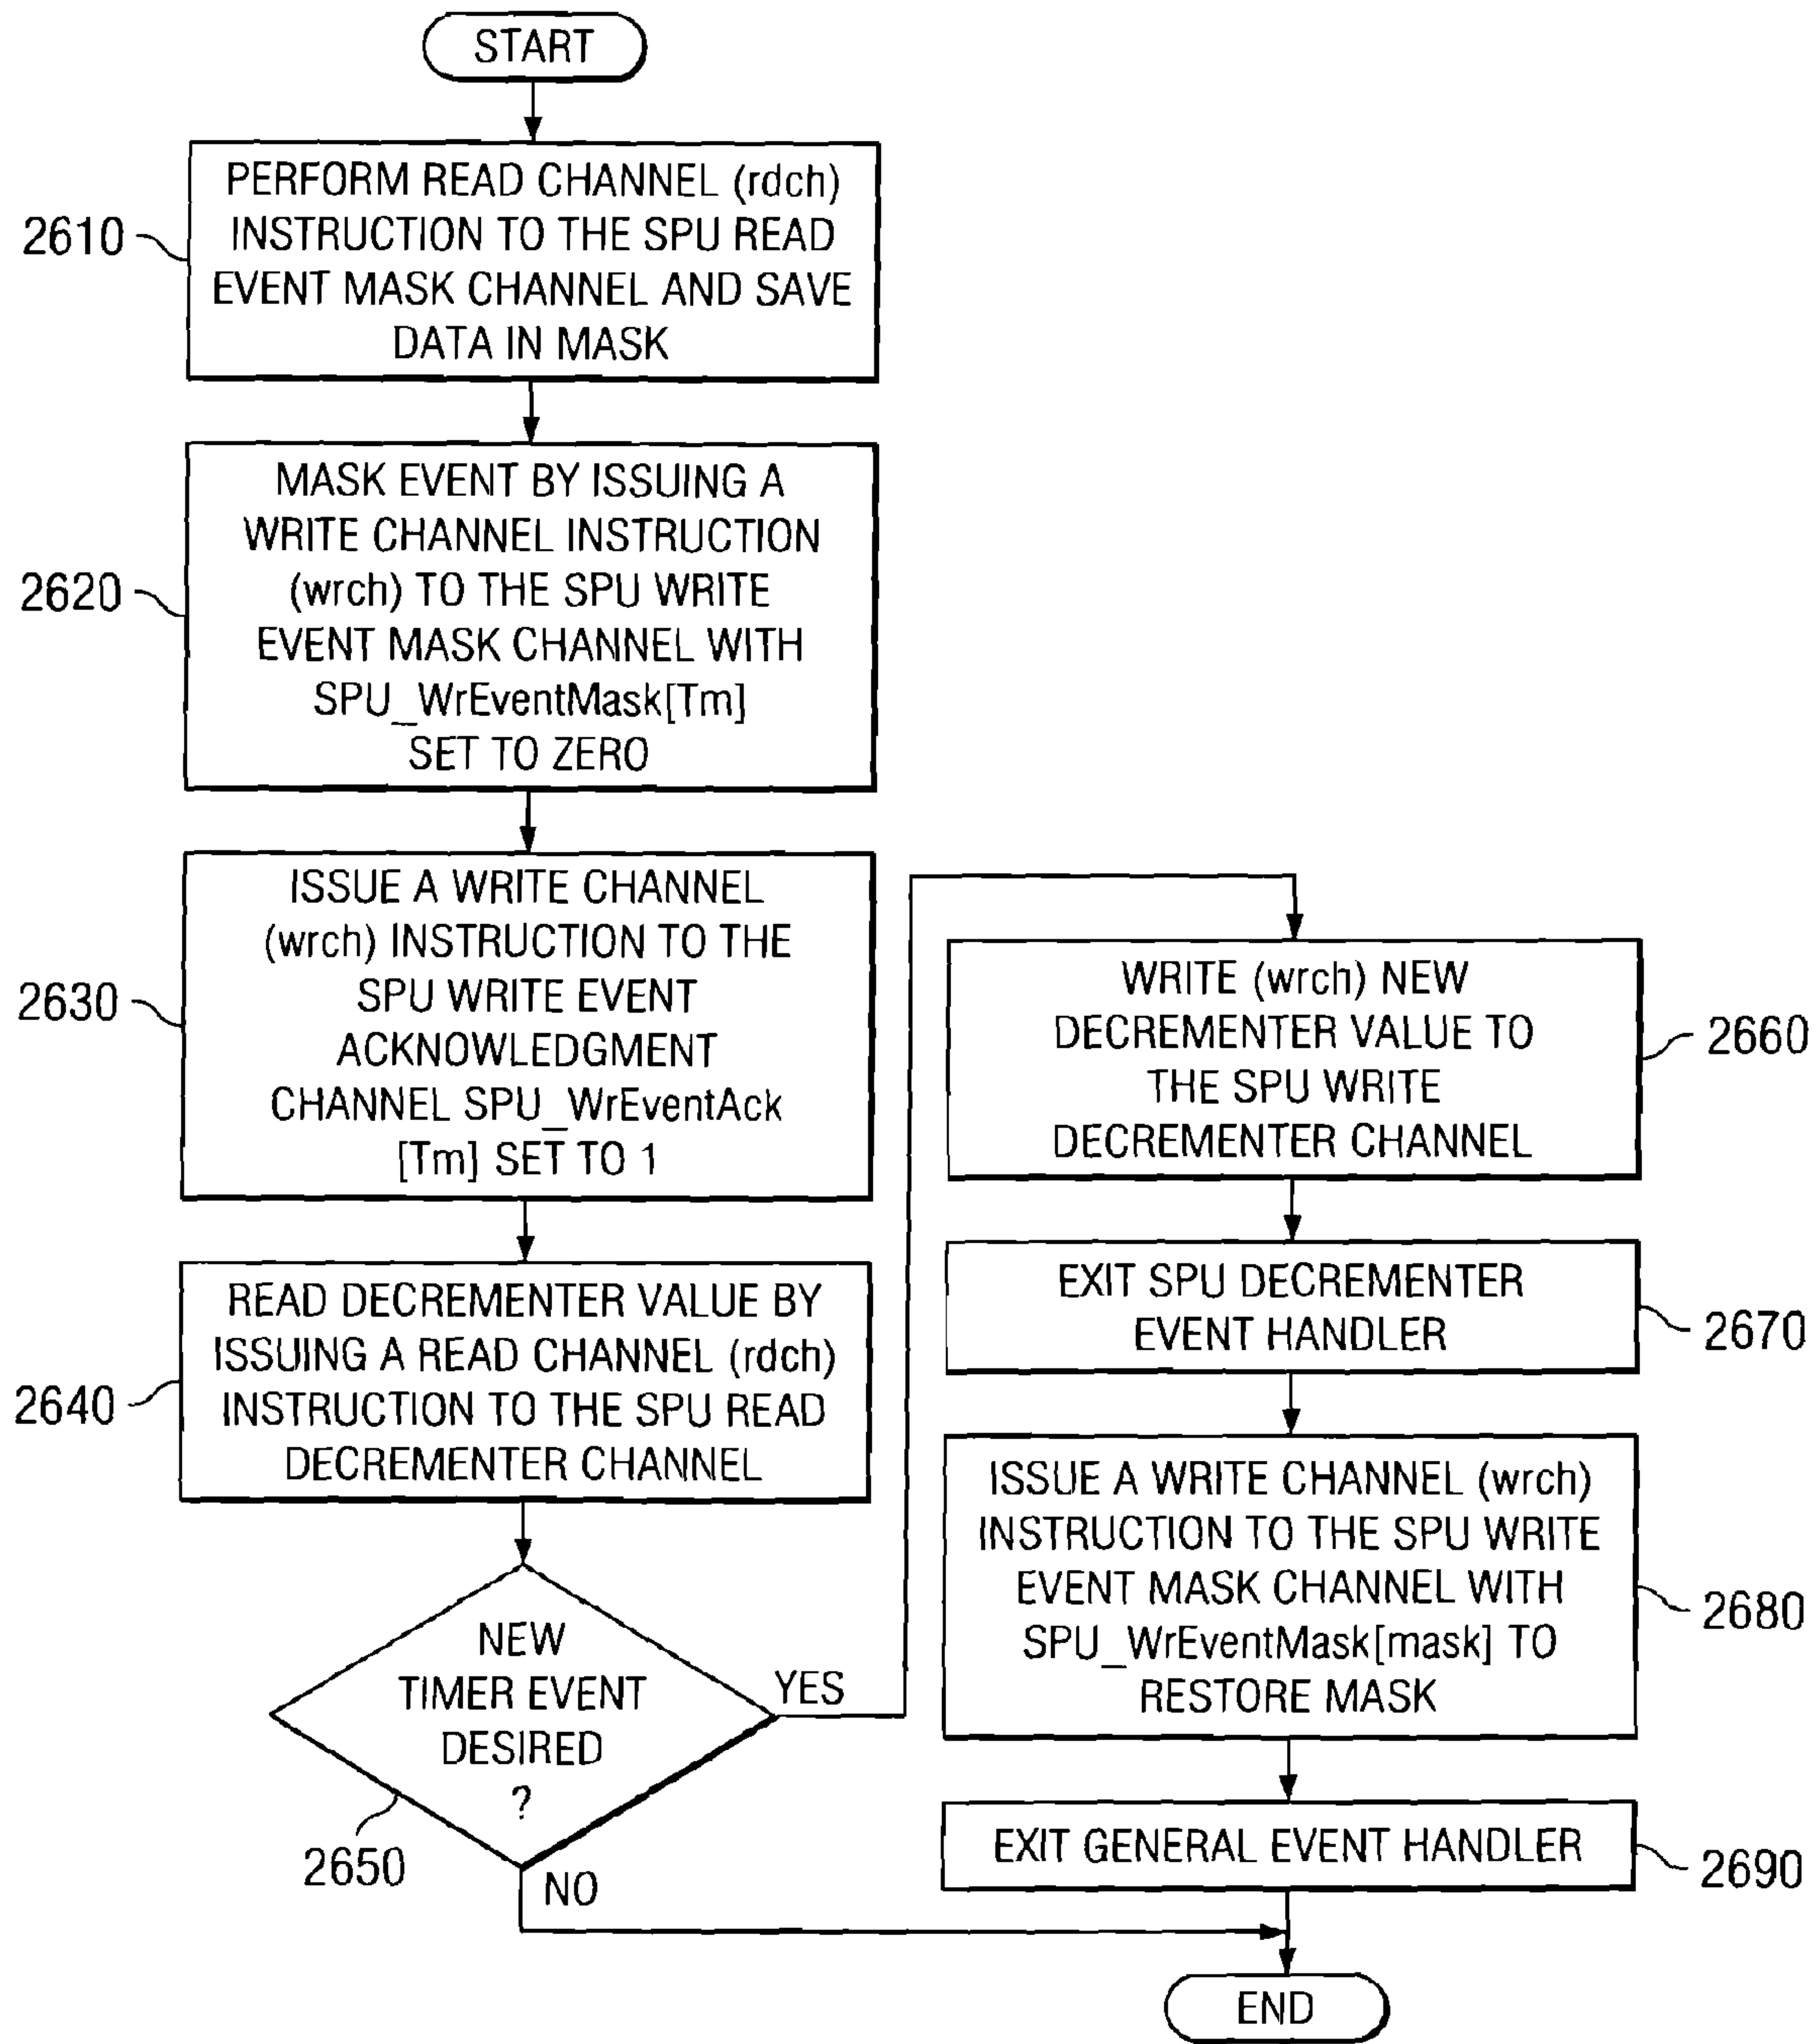 START
PERFORM READ CHANNEL (rdch)
INSTRUCTION TO THE SPU READ
EVENT MASK CHANNEL AND SAVE
DATA IN MASK
2610
MASK EVENT BY ISSUING A
WRITE CHANNEL INSTRUCTION
(wrch) TO THE SPU WRITE
EVENT MASK CHANNEL WITH
SPU_WrEventMask[Tm]
SET TO ZERO
2620
ISSUE A WRITE CHANNEL
(wrch) INSTRUCTION TO THE
SPU WRITE EVENT
ACKNOWLEDGMENT
CHANNEL SPU_WrEventAck
[Tm] SET TO 1
2630
READ DECREMENTER VALUE BY
ISSUING A READ CHANNEL (rdch)
INSTRUCTION TO THE SPU READ
DECREMENTER CHANNEL
2640
NEW
TIMER EVENT
DESIRED
?
2650
YES
NO
WRITE (wrch) NEW
DECREMENTER VALUE TO
THE SPU WRITE
DECREMENTER CHANNEL
2660
EXIT SPU DECREMENTER
EVENT HANDLER
2670
ISSUE A WRITE CHANNEL (wrch)
INSTRUCTION TO THE SPU WRITE
EVENT MASK CHANNEL WITH
SPU_WrEventMask[mask] TO
RESTORE MASK
2680
EXIT GENERAL EVENT HANDLER
2690
END